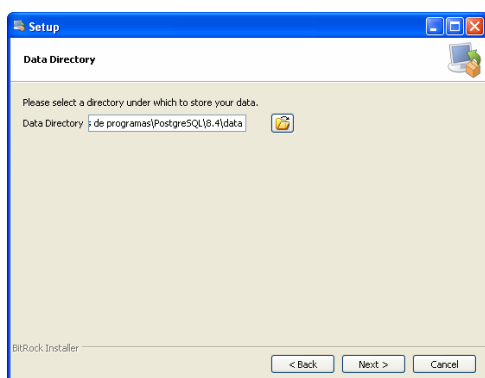 Setup
Data Directory
Please select a directory under which to store your data.
Data Directory de programas\PostgreSQL\8.4\data
BitRock Installer
< Back Next > Cancel